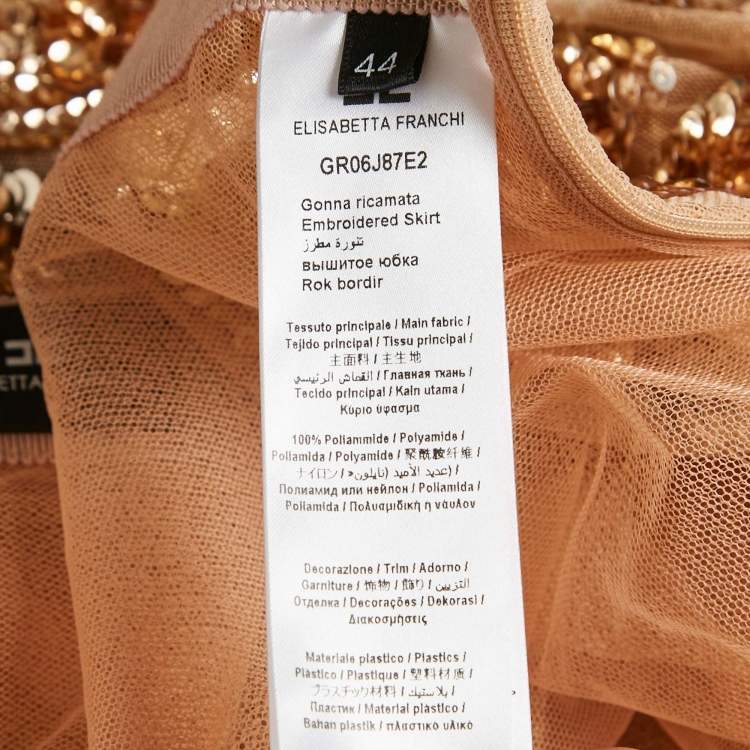 44
ELISABETTA FRANCHI
GR06J87E2
Gonna ricamata
Embroidered Skirt
تنورة مطرز
вышитое юбка
Rok bordir
Tessuto principale / Main fabric /
Tejido principal / Tissu principal /
主面料 / 主生地
القماش الرئيسي / Главная ткань /
Tecido principal / Kain utama /
Κύριο ύφασμα
100% Poliammide / Polyamide /
Poliamida / Polyamide / 聚酰胺纤维 /
ナイロン / «عديد الأميد (نايلون) /
Полиамид или нейлон / Poliamida /
Poliamida / Πολυαμιδική η νάυλον
Decorazione / Trim / Adorno /
Garniture / 饰物 / 飾り / التزيين /
Отделка / Decorações / Dekorasi /
Διακοσμήσεις
Materiale plastico / Plastics /
Plàstico / Plastique / 塑料材质 /
プラスチック材料 / بلاستيك /
Пластик / Material plàstico /
Bahan plastik / πλαστικό υλικό
ETTA